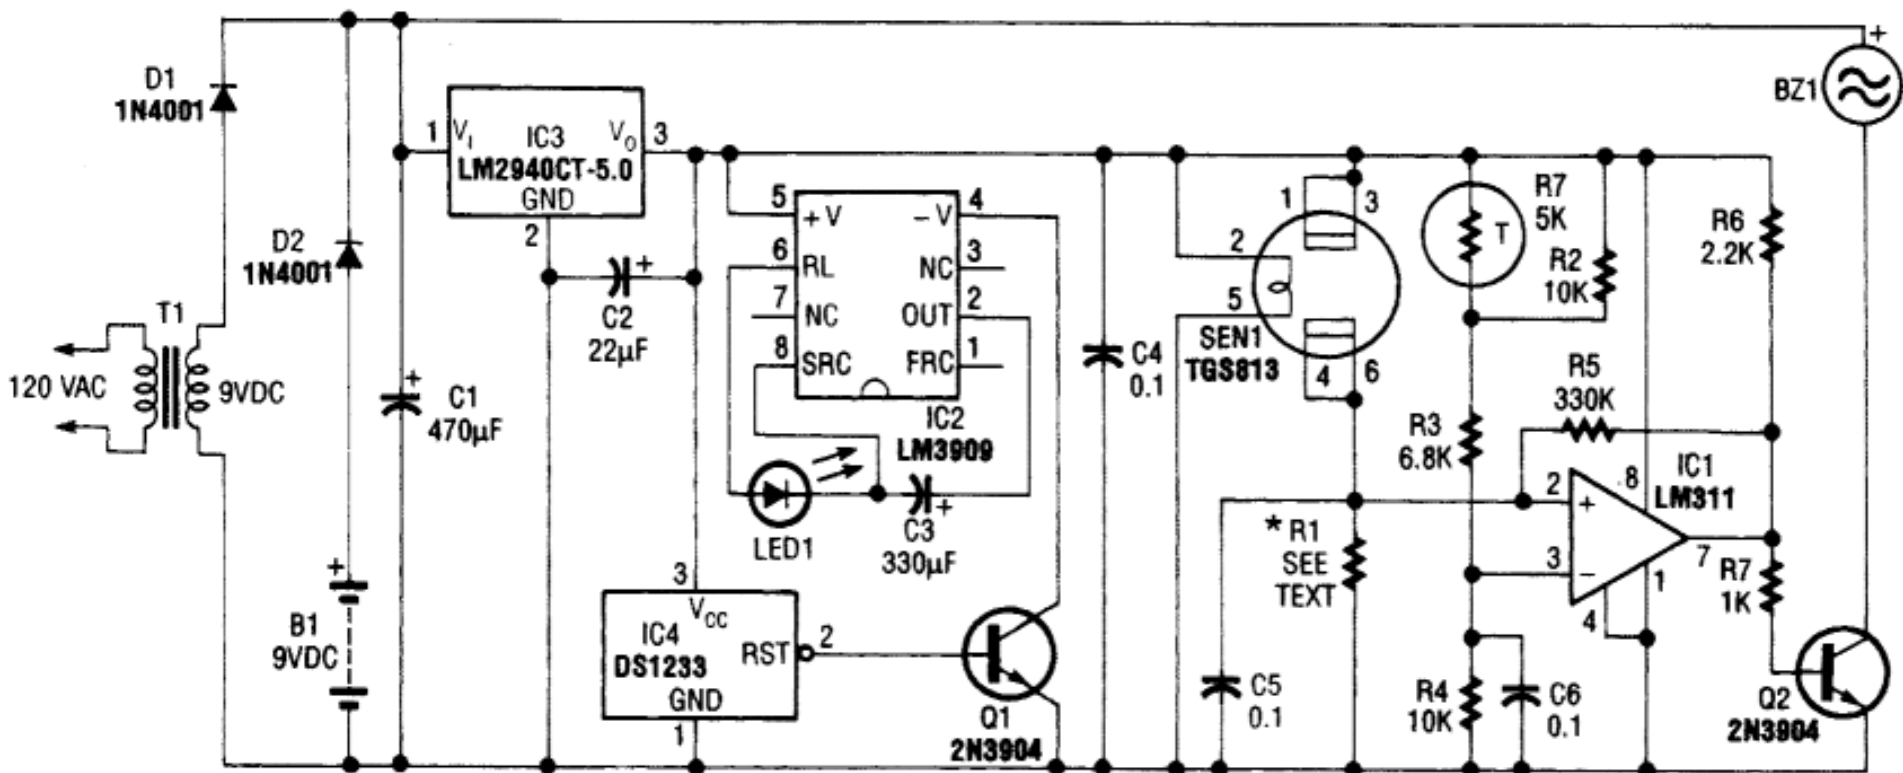 D1
1N4001
D2
1N4001
T1
120 VAC
9VDC
+
B1
9VDC
+
C1
470µF
1
V_I
IC3
V_O
3
LM2940CT-5.0
GND
2
+
C2
22µF
5
+V
-V
4
6
RL
NC
3
7
NC
OUT
2
8
SRC
FRC
1
IC2
LM3909
LED1
C3
+
330µF
3
V_CC
IC4
RST
2
DS1233
GND
1
Q1
2N3904
C4
0.1
1
3
2
5
SEN1
TGS813
4
6
T
R7
5K
R2
10K
R6
2.2K
R3
6.8K
R5
330K
*R1
SEE
TEXT
C5
0.1
R4
10K
C6
0.1
2
+
8
IC1
LM311
3
-
7
4
1
R7
1K
Q2
2N3904
BZ1
+